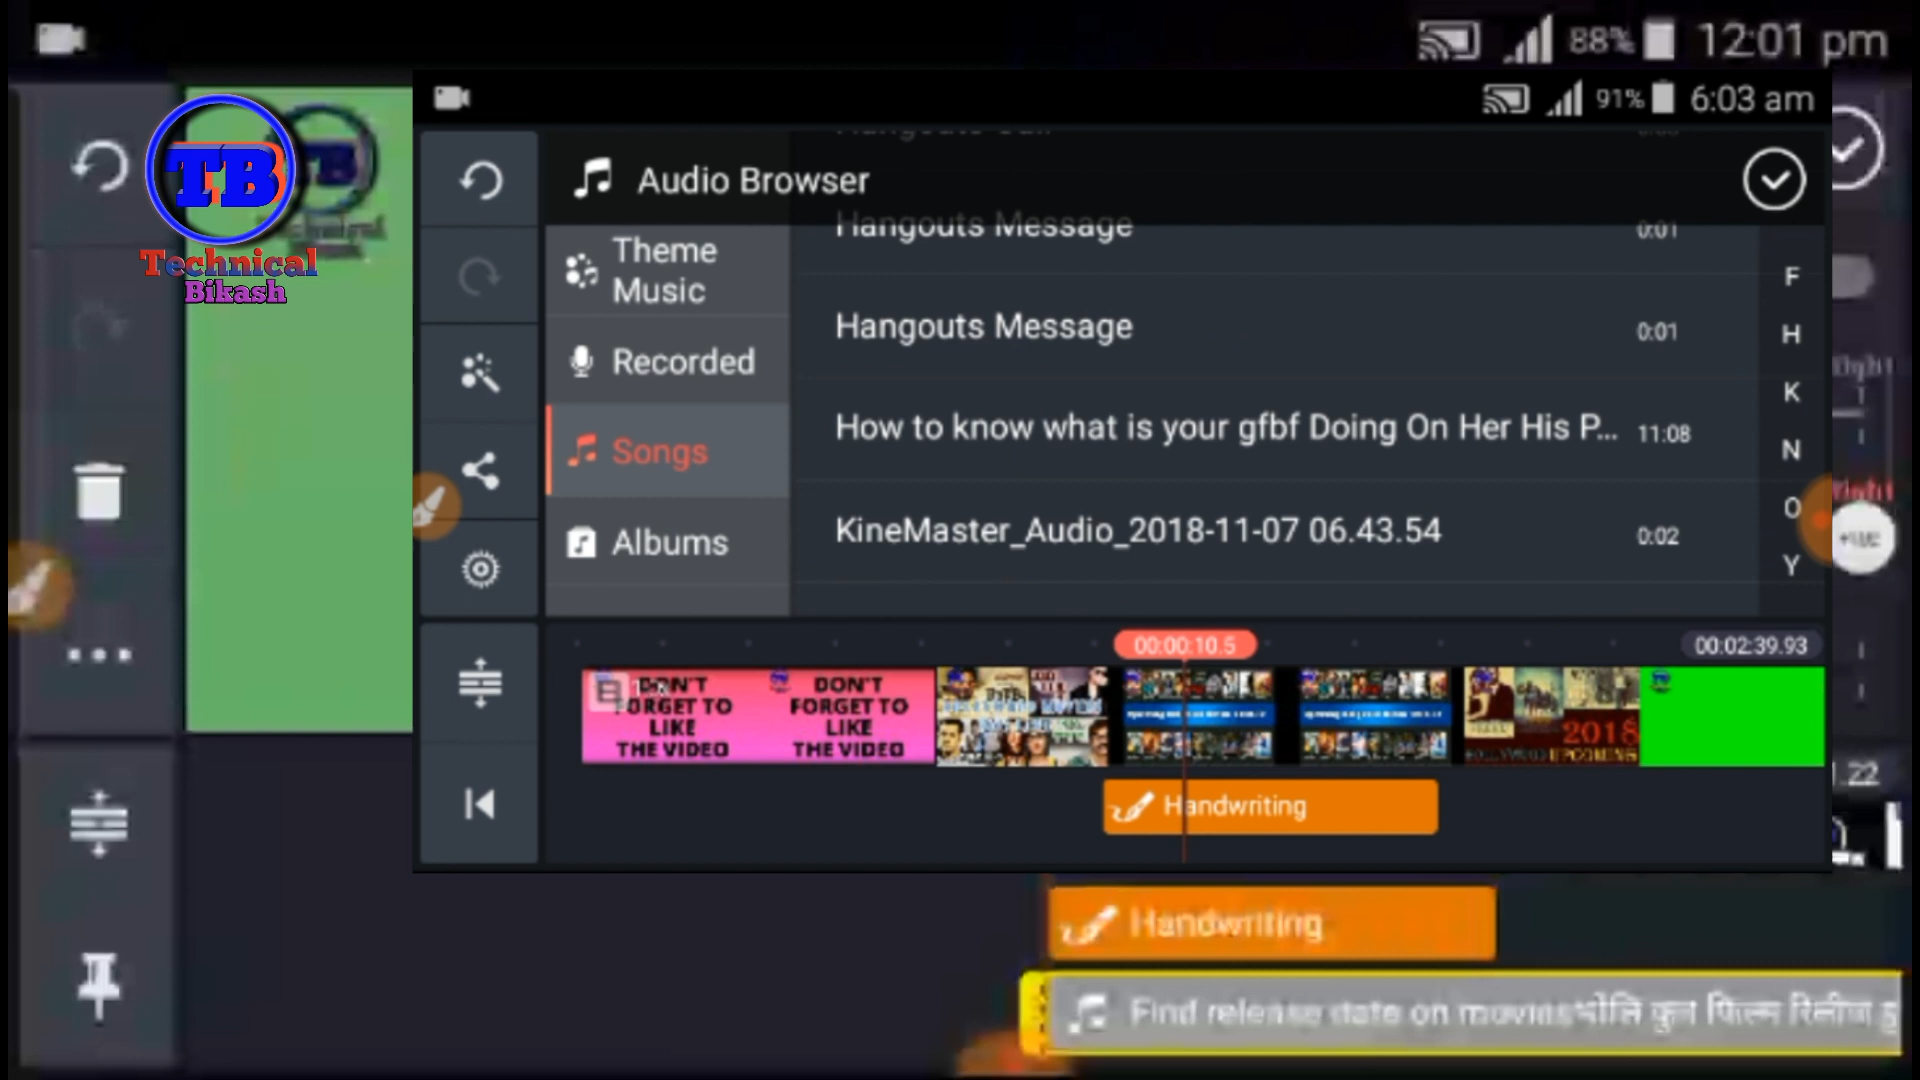 88% 12:01 pm
91% 6:03 am
TB
Technical
Bikash
Audio Browser
Theme
Music
Recorded
Songs
Albums
Hangouts Message 0:01
Hangouts Message 0:01
How to know what is your gfbf Doing On Her His P... 11:08
KineMaster_Audio_2018-11-07 06.43.54 0:02
F
H
K
N
O
Y
00:00:10.5
00:02:39.93
DON'T
FORGET TO
LIKE
THE VIDEO
DON'T
FORGET TO
LIKE
THE VIDEO
2018
Handwriting
.22
Handwriting
Find release date on movies